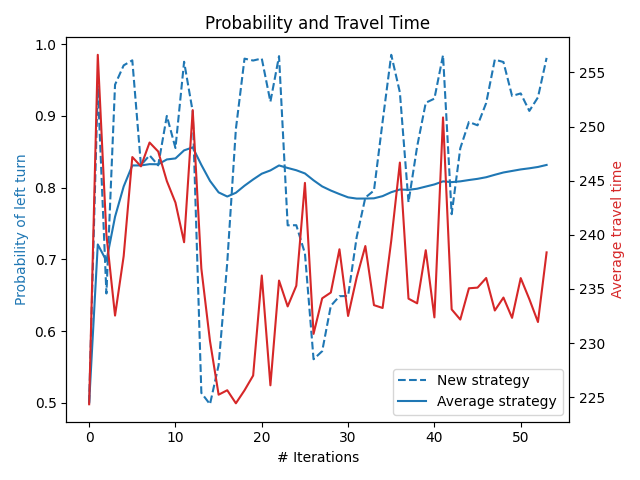 Probability and Travel Time
Probability of left turn
1.0
0.9
0.8
0.7
0.6
0.5
255
250
245
240
235
230
225
Average travel time
New strategy
Average strategy
0 10 20 30 40 50
# Iterations